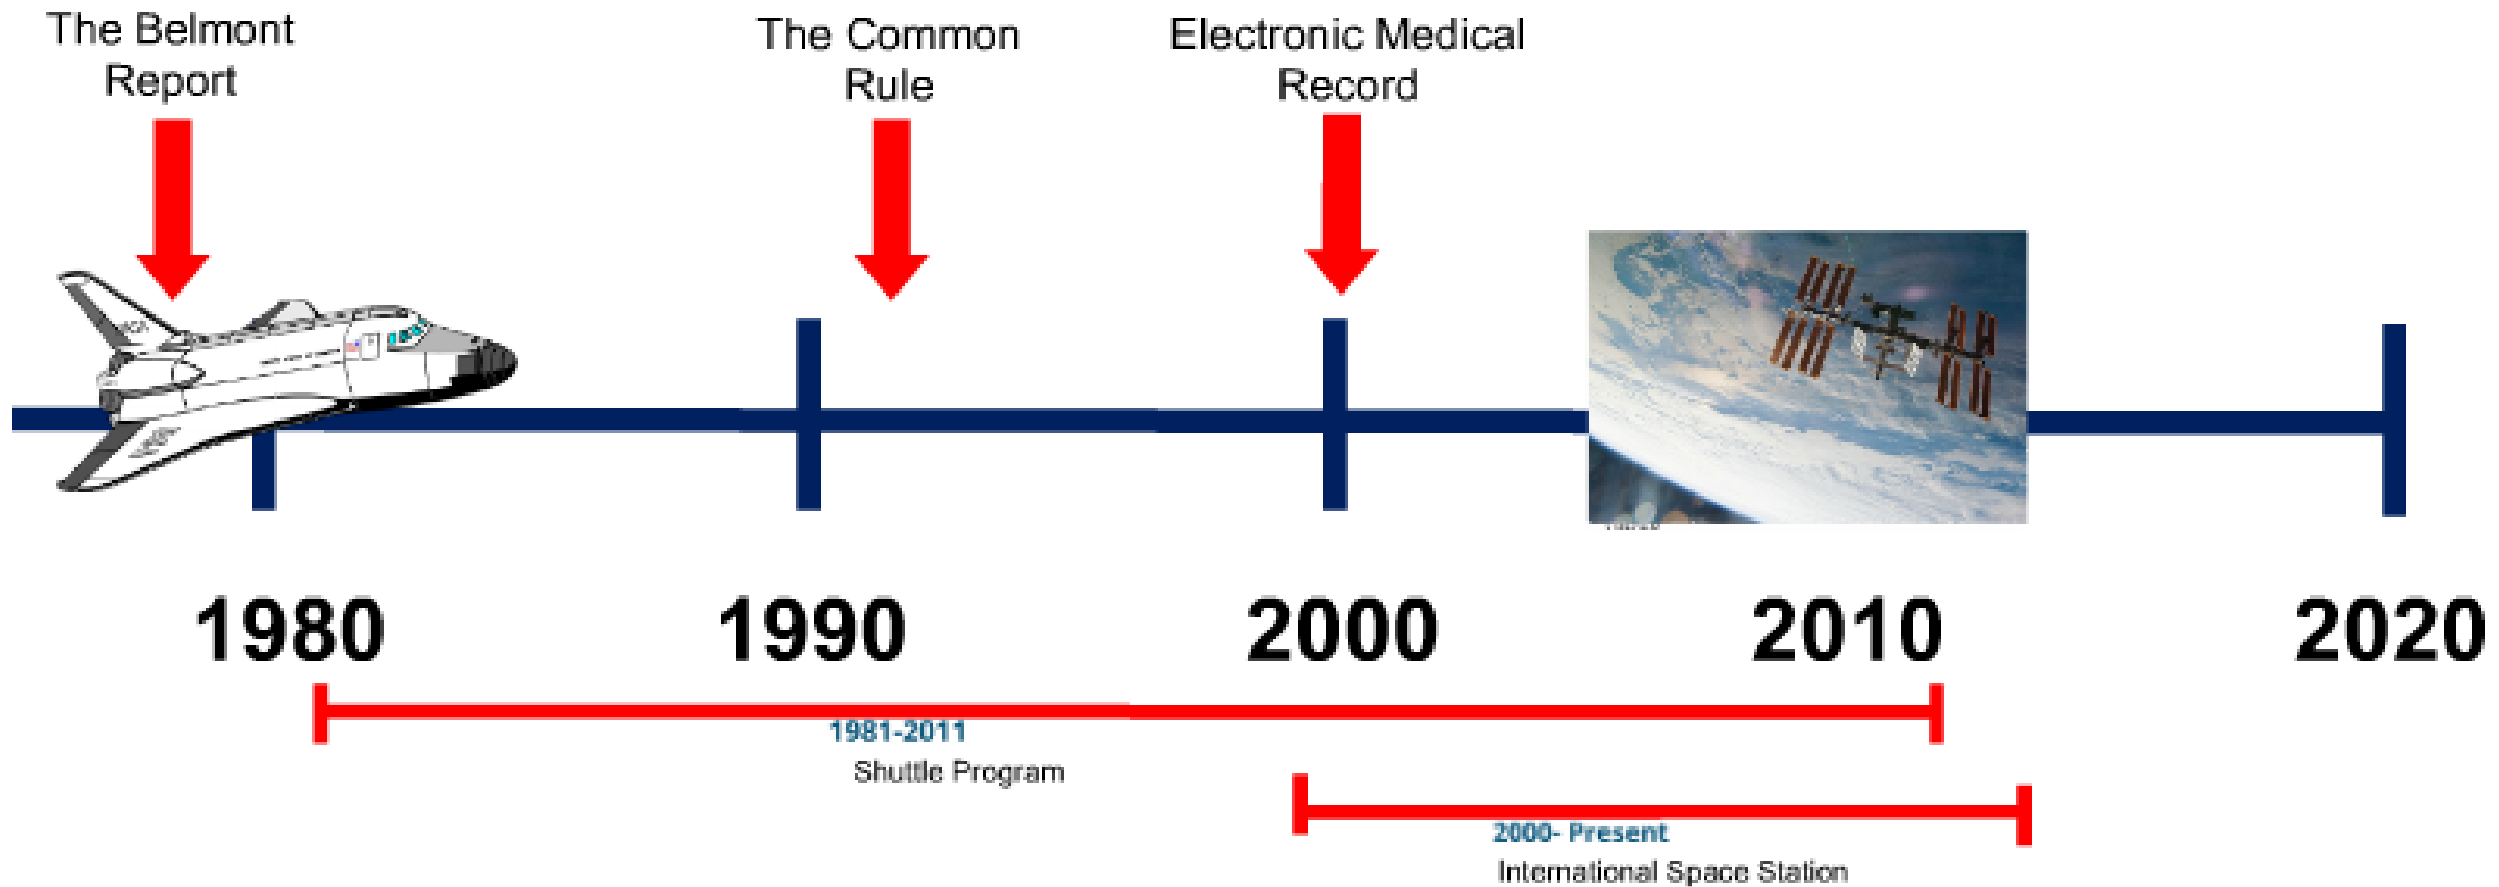 The Belmont
Report
The Common
Rule
Electronic Medical
Record
1980
1990
2000
2010
2020
1981-2011
Shuttle Program
2000- Present
International Space Station